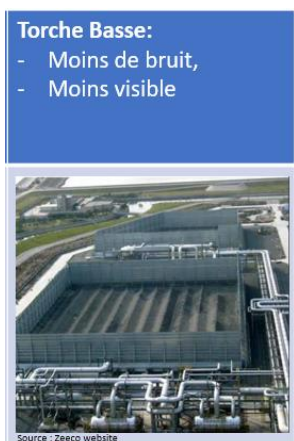 Torche Basse:
- Moins de bruit,
- Moins visible
Source : Zeeco website